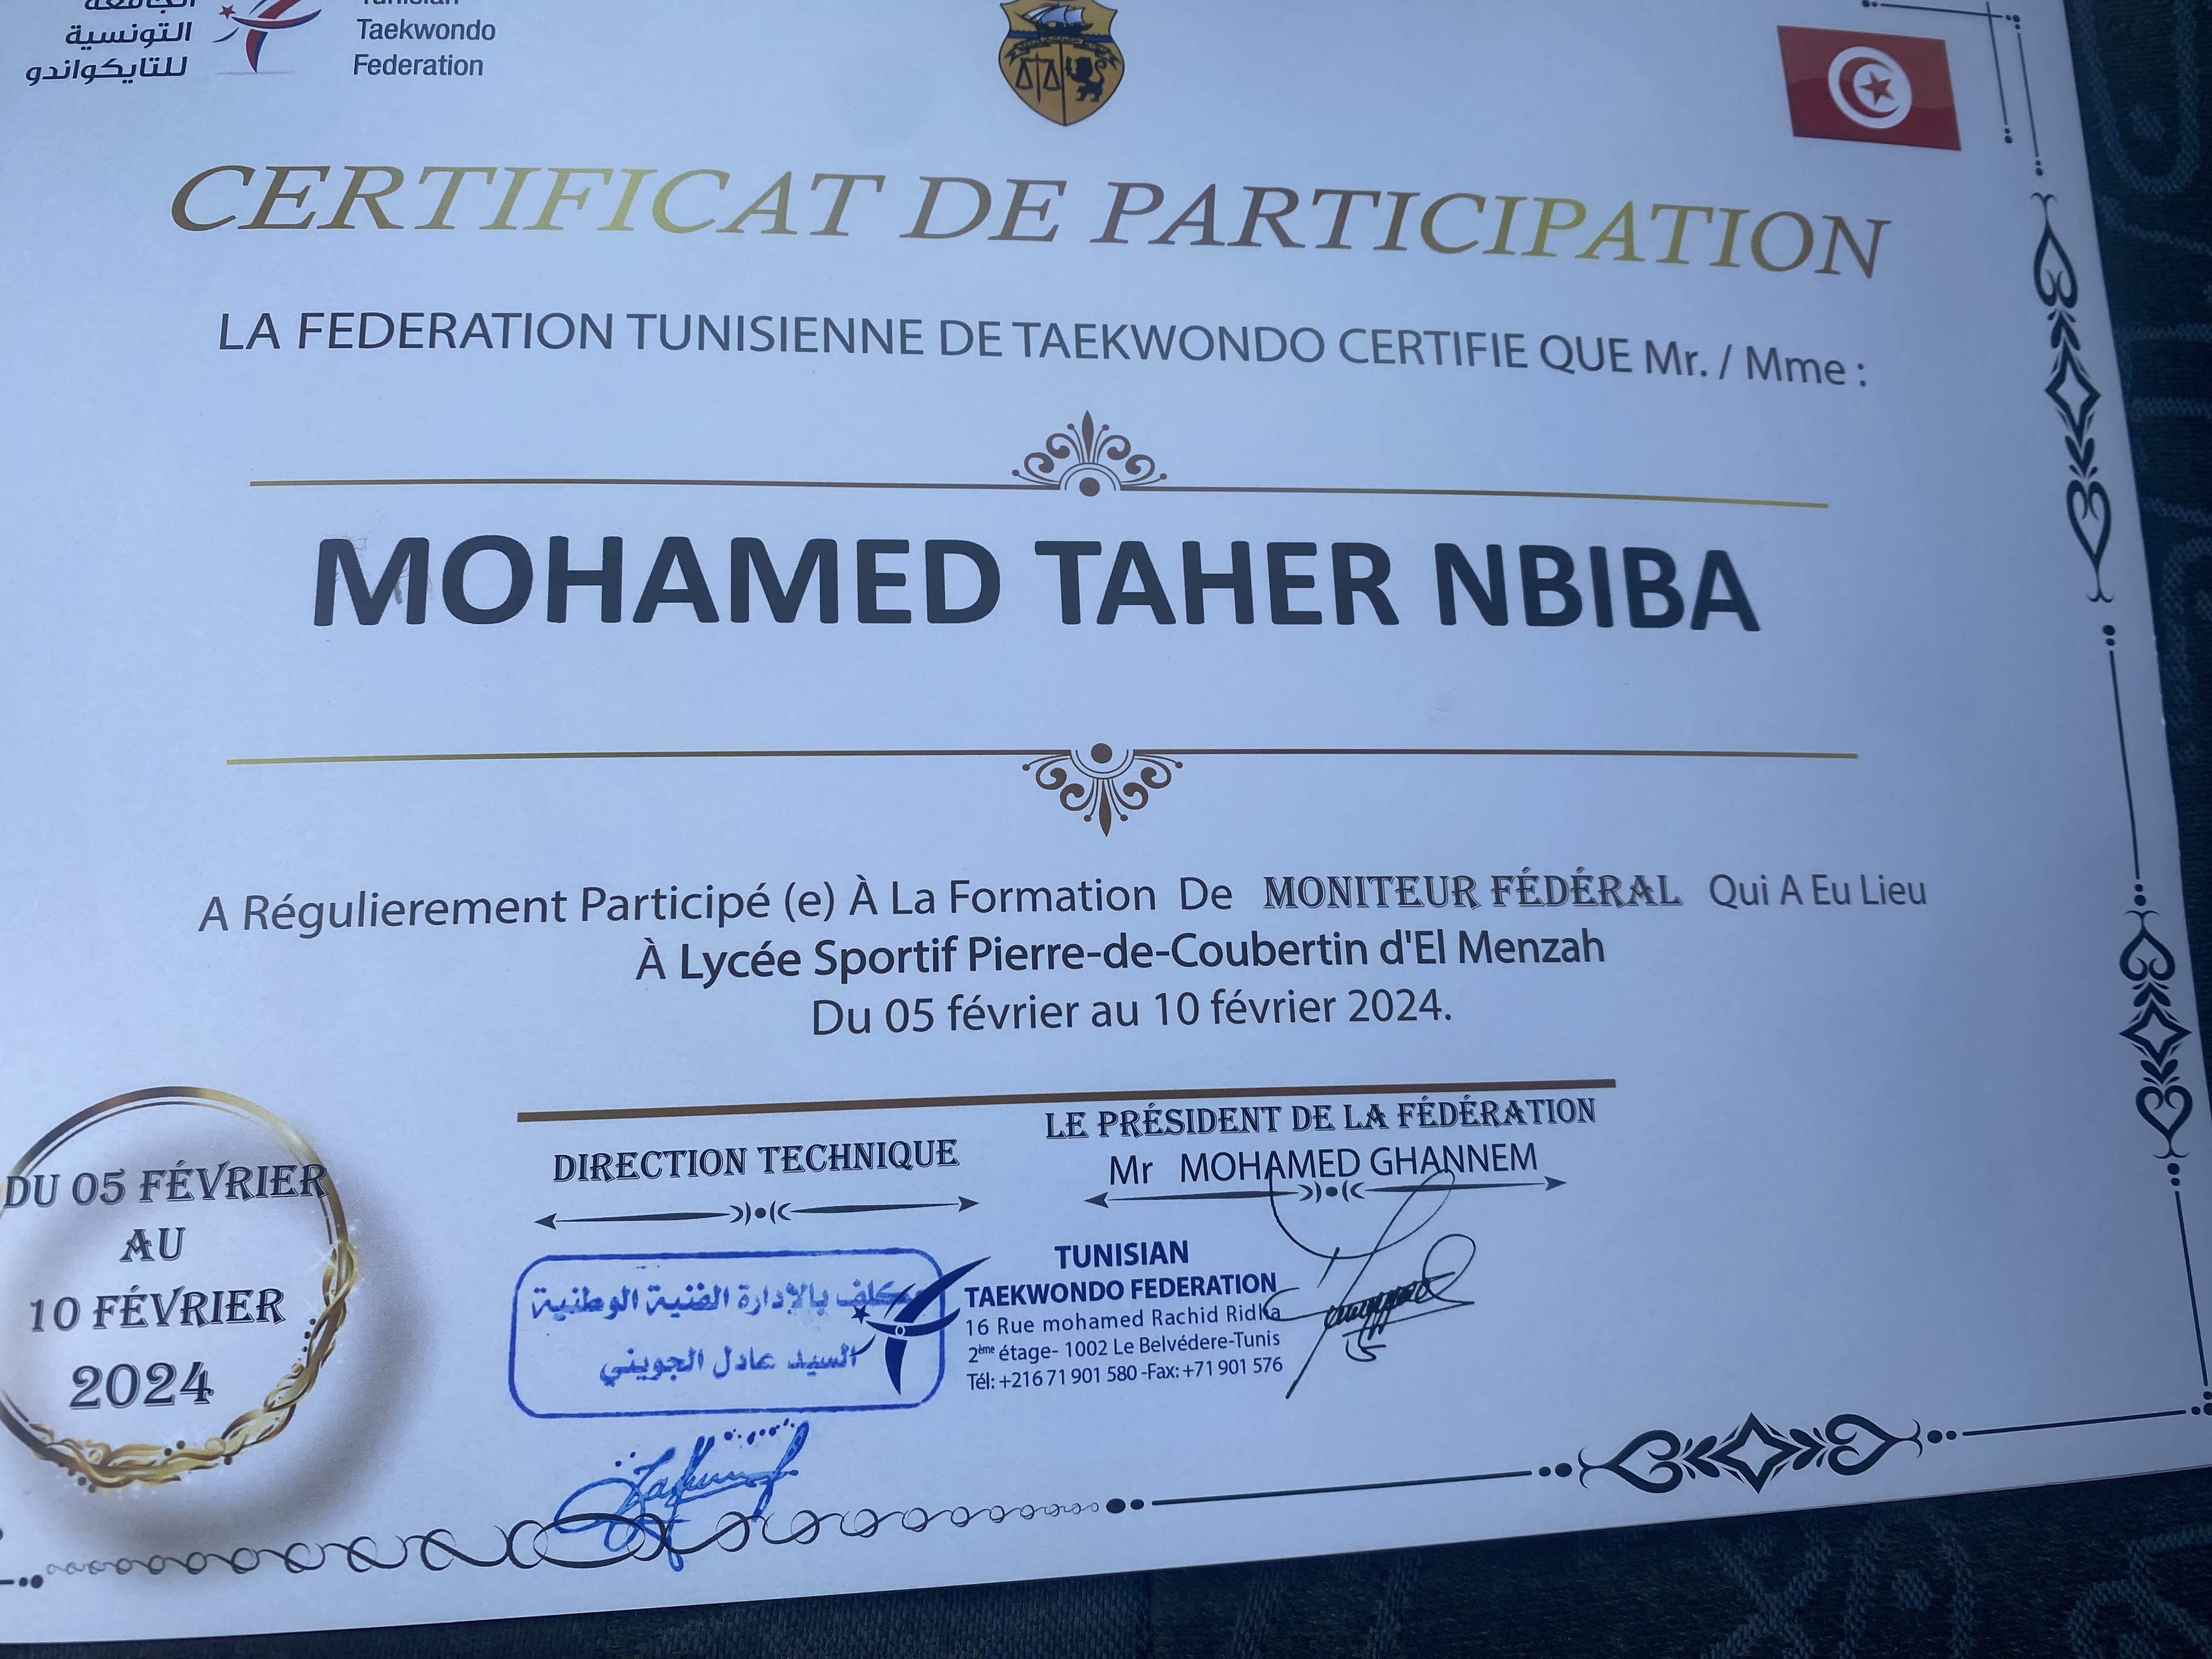 التونسية
للتايكواندو
Taekwondo
Federation
CERTIFICAT DE PARTICIPATION
LA FEDERATION TUNISIENNE DE TAEKWONDO CERTIFIE QUE Mr. / Mme :
MOHAMED TAHER NBIBA
A Régulierement Participé (e) À La Formation De MONITEUR FÉDÉRAL Qui A Eu Lieu
À Lycée Sportif Pierre-de-Coubertin d'El Menzah
Du 05 février au 10 février 2024.
DU 05 FÉVRIER
AU
10 FÉVRIER
2024
DIRECTION TECHNIQUE
مكلف بالإدارة الفنية الوطنية
السيد عادل الجويني
LE PRÉSIDENT DE LA FÉDÉRATION
Mr MOHAMED GHANNEM
TUNISIAN
TAEKWONDO FEDERATION
16 Rue mohamed Rachid Ridha
2ème étage- 1002 Le Belvédere-Tunis
Tél: +216 71 901 580 -Fax: +71 901 576